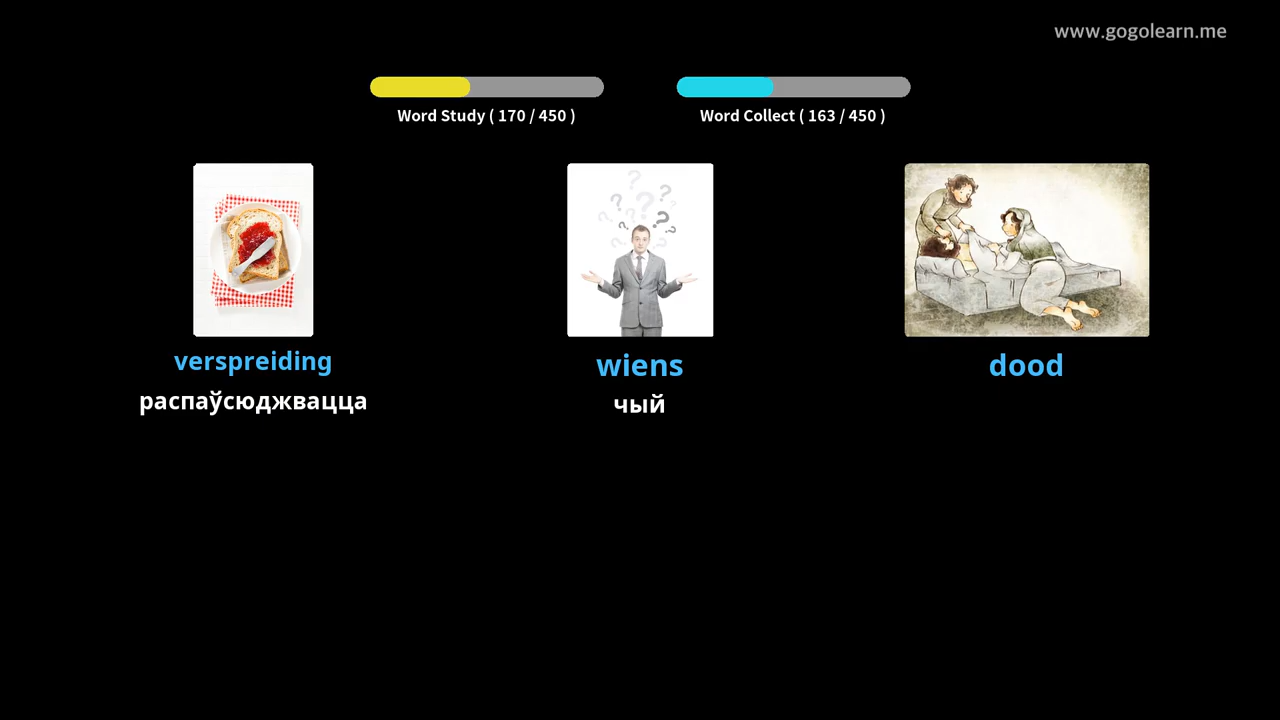 www.gogolearn.me
Word Study ( 170 / 450 )
Word Collect ( 163 / 450 )
verspreiding
распаўсюджвацца
wiens
чый
dood